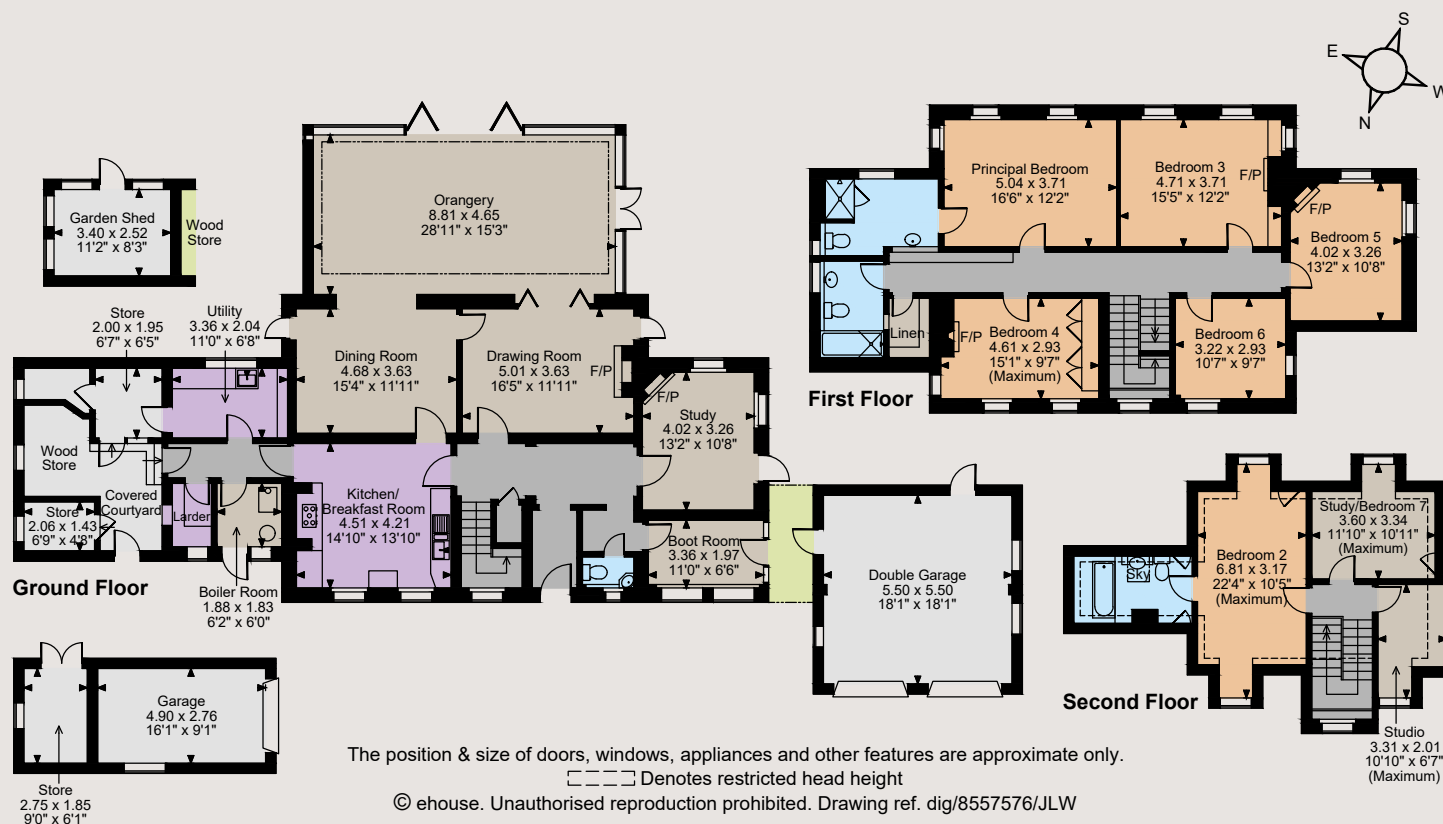 S
E
W
N
Garden Shed
3.40 x 2.52
11'2" x 8'3"
Wood
Store
Orangery
8.81 x 4.65
28'11" x 15'3"
Store
2.00 x 1.95
6'7" x 6'5"
Utility
3.36 x 2.04
11'0" x 6'8"
Dining Room
4.68 x 3.63
15'4" x 11'11"
Drawing Room
5.01 x 3.63
16'5" x 11'11"
F/P
F/P
Study
4.02 x 3.26
13'2" x 10'8"
Wood
Store
Covered
Courtyard
Store
2.06 x 1.43
6'9" x 4'8"
Larder
Kitchen/
Breakfast Room
4.51 x 4.21
14'10" x 13'10"
Boot Room
3.36 x 1.97
11'0" x 6'6"
Double Garage
5.50 x 5.50
18'1" x 18'1"
Ground Floor
Boiler Room
1.88 x 1.83
6'2" x 6'0"
Garage
4.90 x 2.76
16'1" x 9'1"
Store
2.75 x 1.85
9'0" x 6'1"
Principal Bedroom
5.04 x 3.71
16'6" x 12'2"
Bedroom 3
4.71 x 3.71
15'5" x 12'2"
F/P
F/P
Bedroom 5
4.02 x 3.26
13'2" x 10'8"
Linen
F/P
Bedroom 4
4.61 x 2.93
15'1" x 9'7"
(Maximum)
Bedroom 6
3.22 x 2.93
10'7" x 9'7"
First Floor
Study/Bedroom 7
3.60 x 3.34
11'10" x 10'11"
(Maximum)
Bedroom 2
6.81 x 3.17
22'4" x 10'5"
(Maximum)
Sky
Second Floor
Studio
3.31 x 2.01
10'10" x 6'7"
(Maximum)
The position & size of doors, windows, appliances and other features are approximate only.
Denotes restricted head height
© ehouse. Unauthorised reproduction prohibited. Drawing ref. dig/8557576/JLW